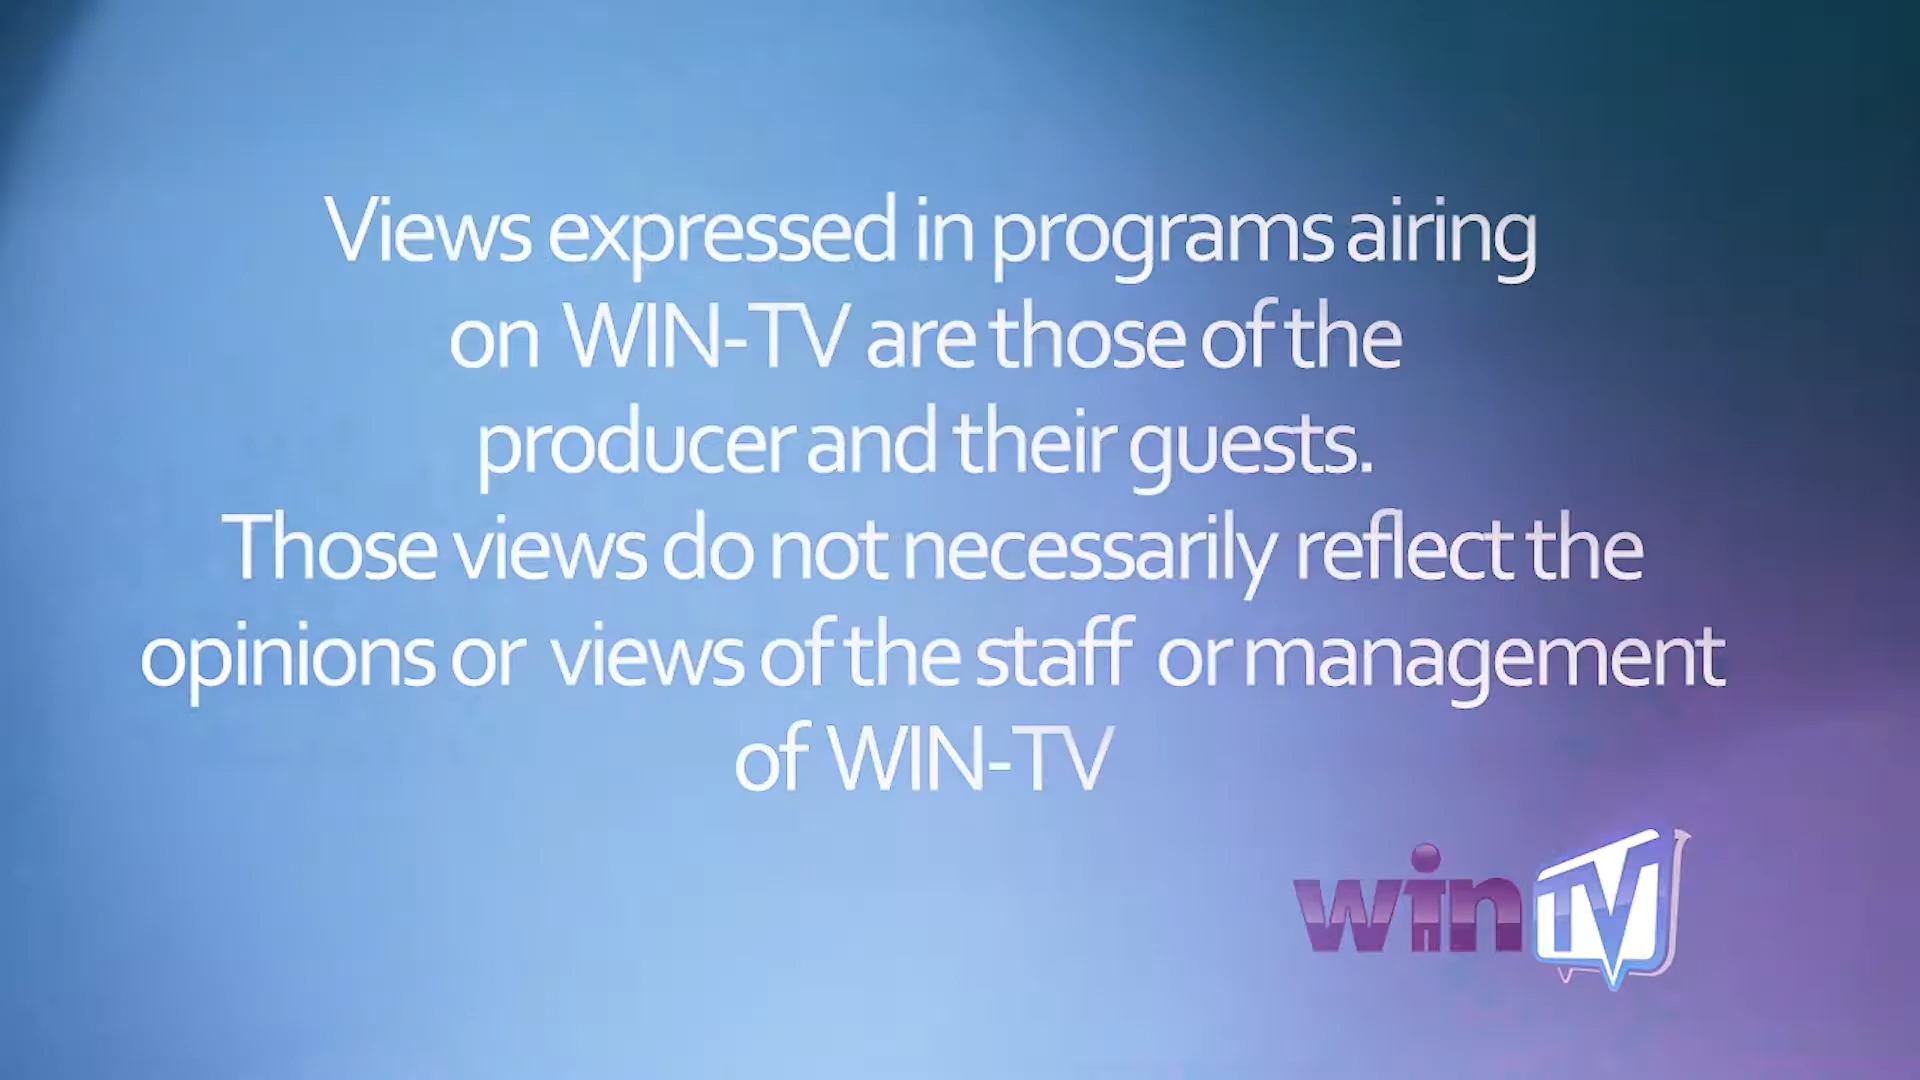 Views expressed in programs airing
on WIN-TV are those of the
producer and their guests.
Those views do not necessarily reflect the
opinions or views of the staff or management
of WIN-TV
winTV